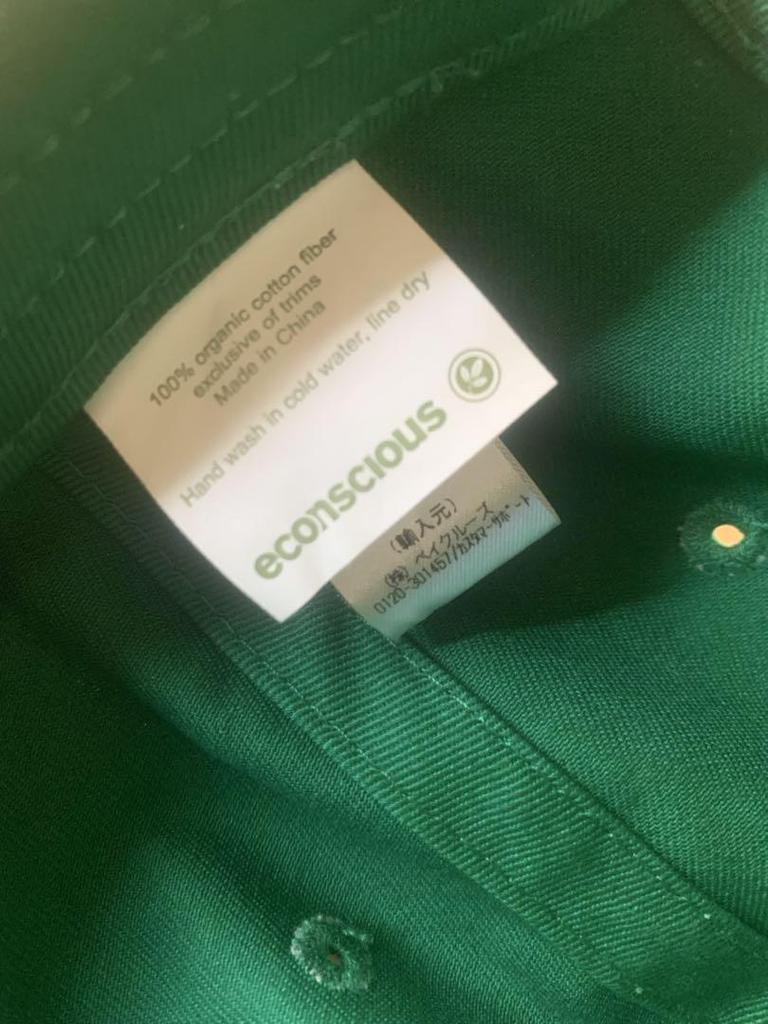 100% organic cotton fiber
exclusive of trims
Made in China
Hand wash in cold water, line dry
econscious
(輸入元)
(株) ベイクルーズ
0120-301457/カスタマーサポート